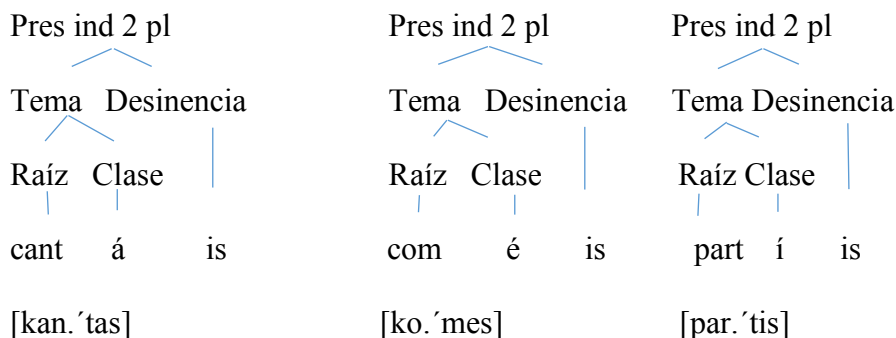 Pres ind 2 pl Pres ind 2 pl Pres ind 2 pl
Tema Desinencia Tema Desinencia Tema Desinencia
Raíz Clase Raíz Clase Raíz Clase
cant á is com é is part í is
[kan.´tas] [ko.´mes] [par.´tis]